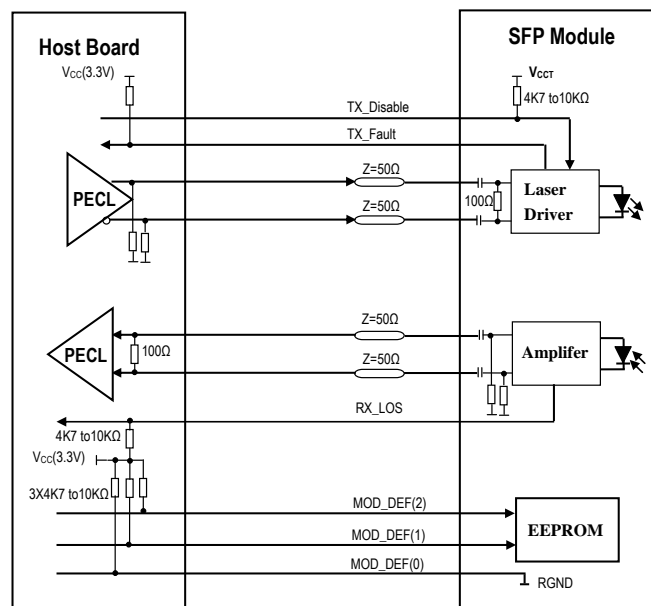 Host Board
SFP Module
VCC(3.3V)
VCCT
4K7 to10KΩ
TX_Disable
TX_Fault
PECL
Z=50Ω
Z=50Ω
100Ω
Laser
Driver
PECL
100Ω
Z=50Ω
Z=50Ω
Amplifer
RX_LOS
4K7 to10KΩ
VCC(3.3V)
3X4K7 to10KΩ
MOD_DEF(2)
MOD_DEF(1)
EEPROM
MOD_DEF(0)
RGND